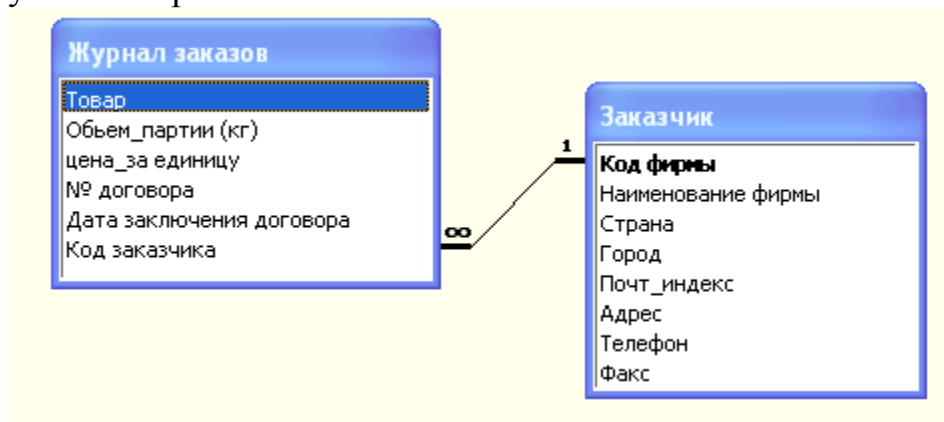 Журнал заказов
Товар
Обьем_партии (кг)
цена_за единицу
№ договора
Дата заключения договора
Код заказчика
∞
1
Заказчик
Код фирмы
Наименование фирмы
Страна
Город
Почт_индекс
Адрес
Телефон
Факс